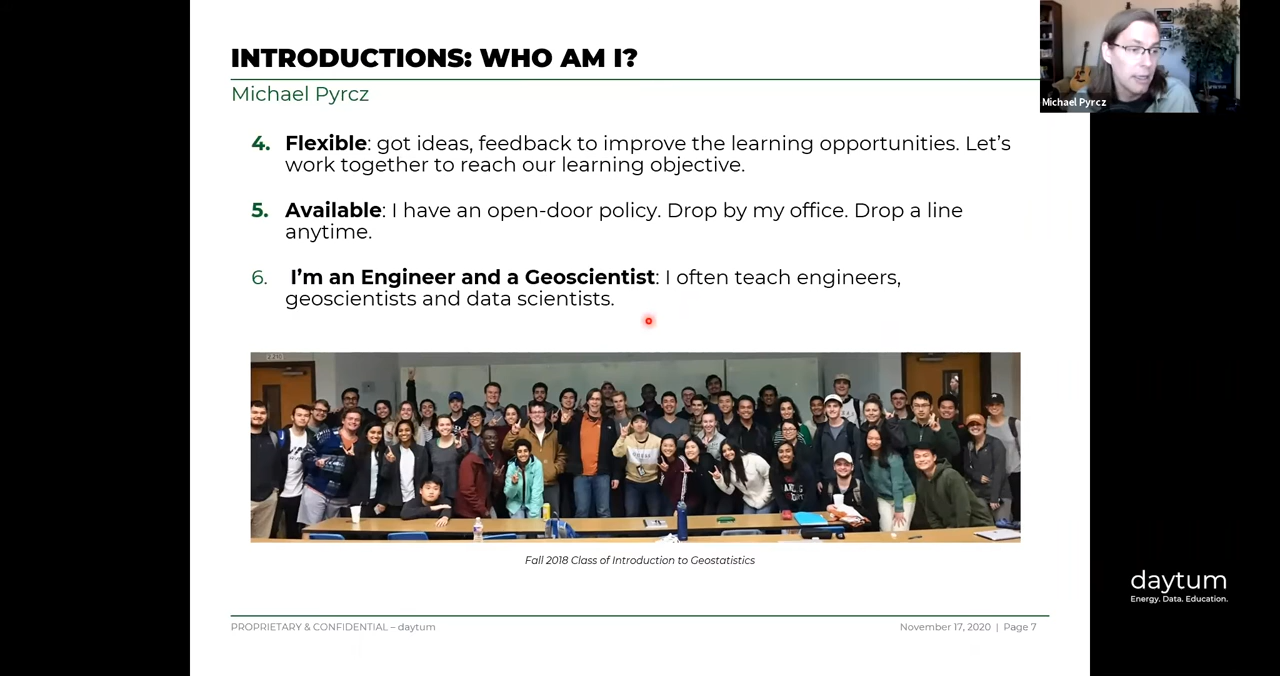 INTRODUCTIONS: WHO AM I?
Michael Pyrcz
Michael Pyrcz
4. Flexible: got ideas, feedback to improve the learning opportunities. Let’s
work together to reach our learning objective.
5. Available: I have an open-door policy. Drop by my office. Drop a line
anytime.
6. I’m an Engineer and a Geoscientist: I often teach engineers,
geoscientists and data scientists.
Fall 2018 Class of Introduction to Geostatistics
daytum
Energy. Data. Education.
PROPRIETARY & CONFIDENTIAL – daytum
November 17, 2020 | Page 7